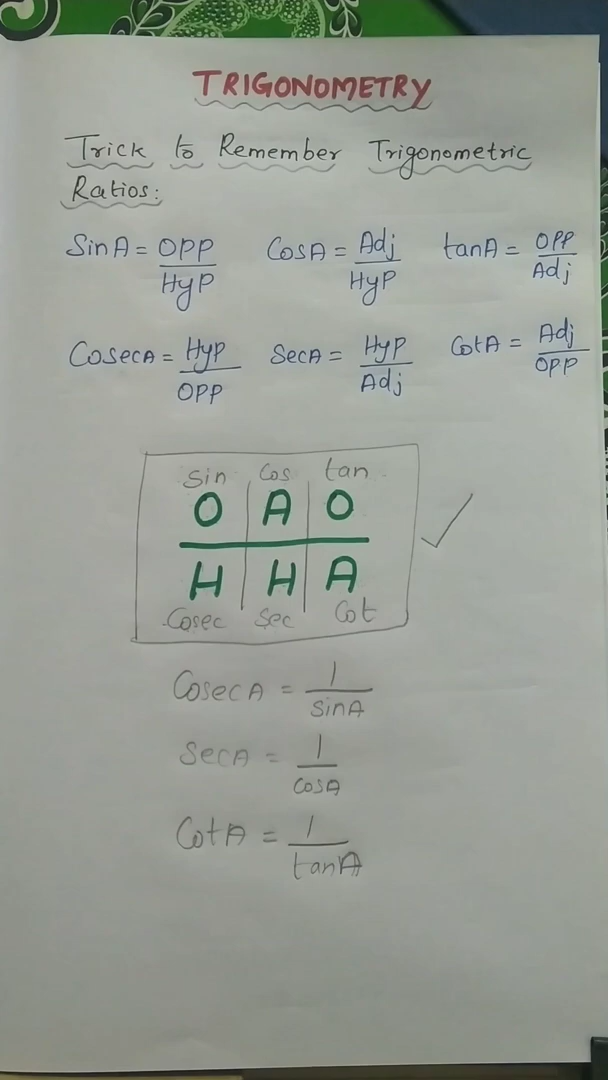 TRIGONOMETRY
Trick to Remember Trigonometric
Ratios:
SinA = OPP/HyP CosA = Adj/HyP tanA = OPP/Adj
CosecA = Hyp/OPP SecA = HyP/Adj CotA = Adj/OPP
Sin Cos tan
O A O
H H A
Cosec Sec Cot
CosecA = 1/SinA
SecA = 1/CosA
CotA = 1/tanA